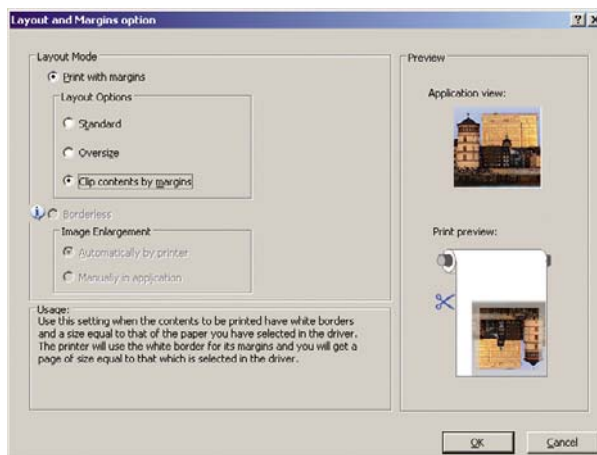 Layout and Margins option
Layout Mode
Print with margins
Layout Options
Standard
Oversize
Clip contents by margins
Borderless
Image Enlargement
Automatically by printer
Manually in application
Usage:
Use this setting when the contents to be printed have white borders
and a size equal to that of the paper you have selected in the driver.
The printer will use the white border for its margins and you will get a
page of size equal to that which is selected in the driver.
Preview
Application view:
Print preview:
OK
Cancel